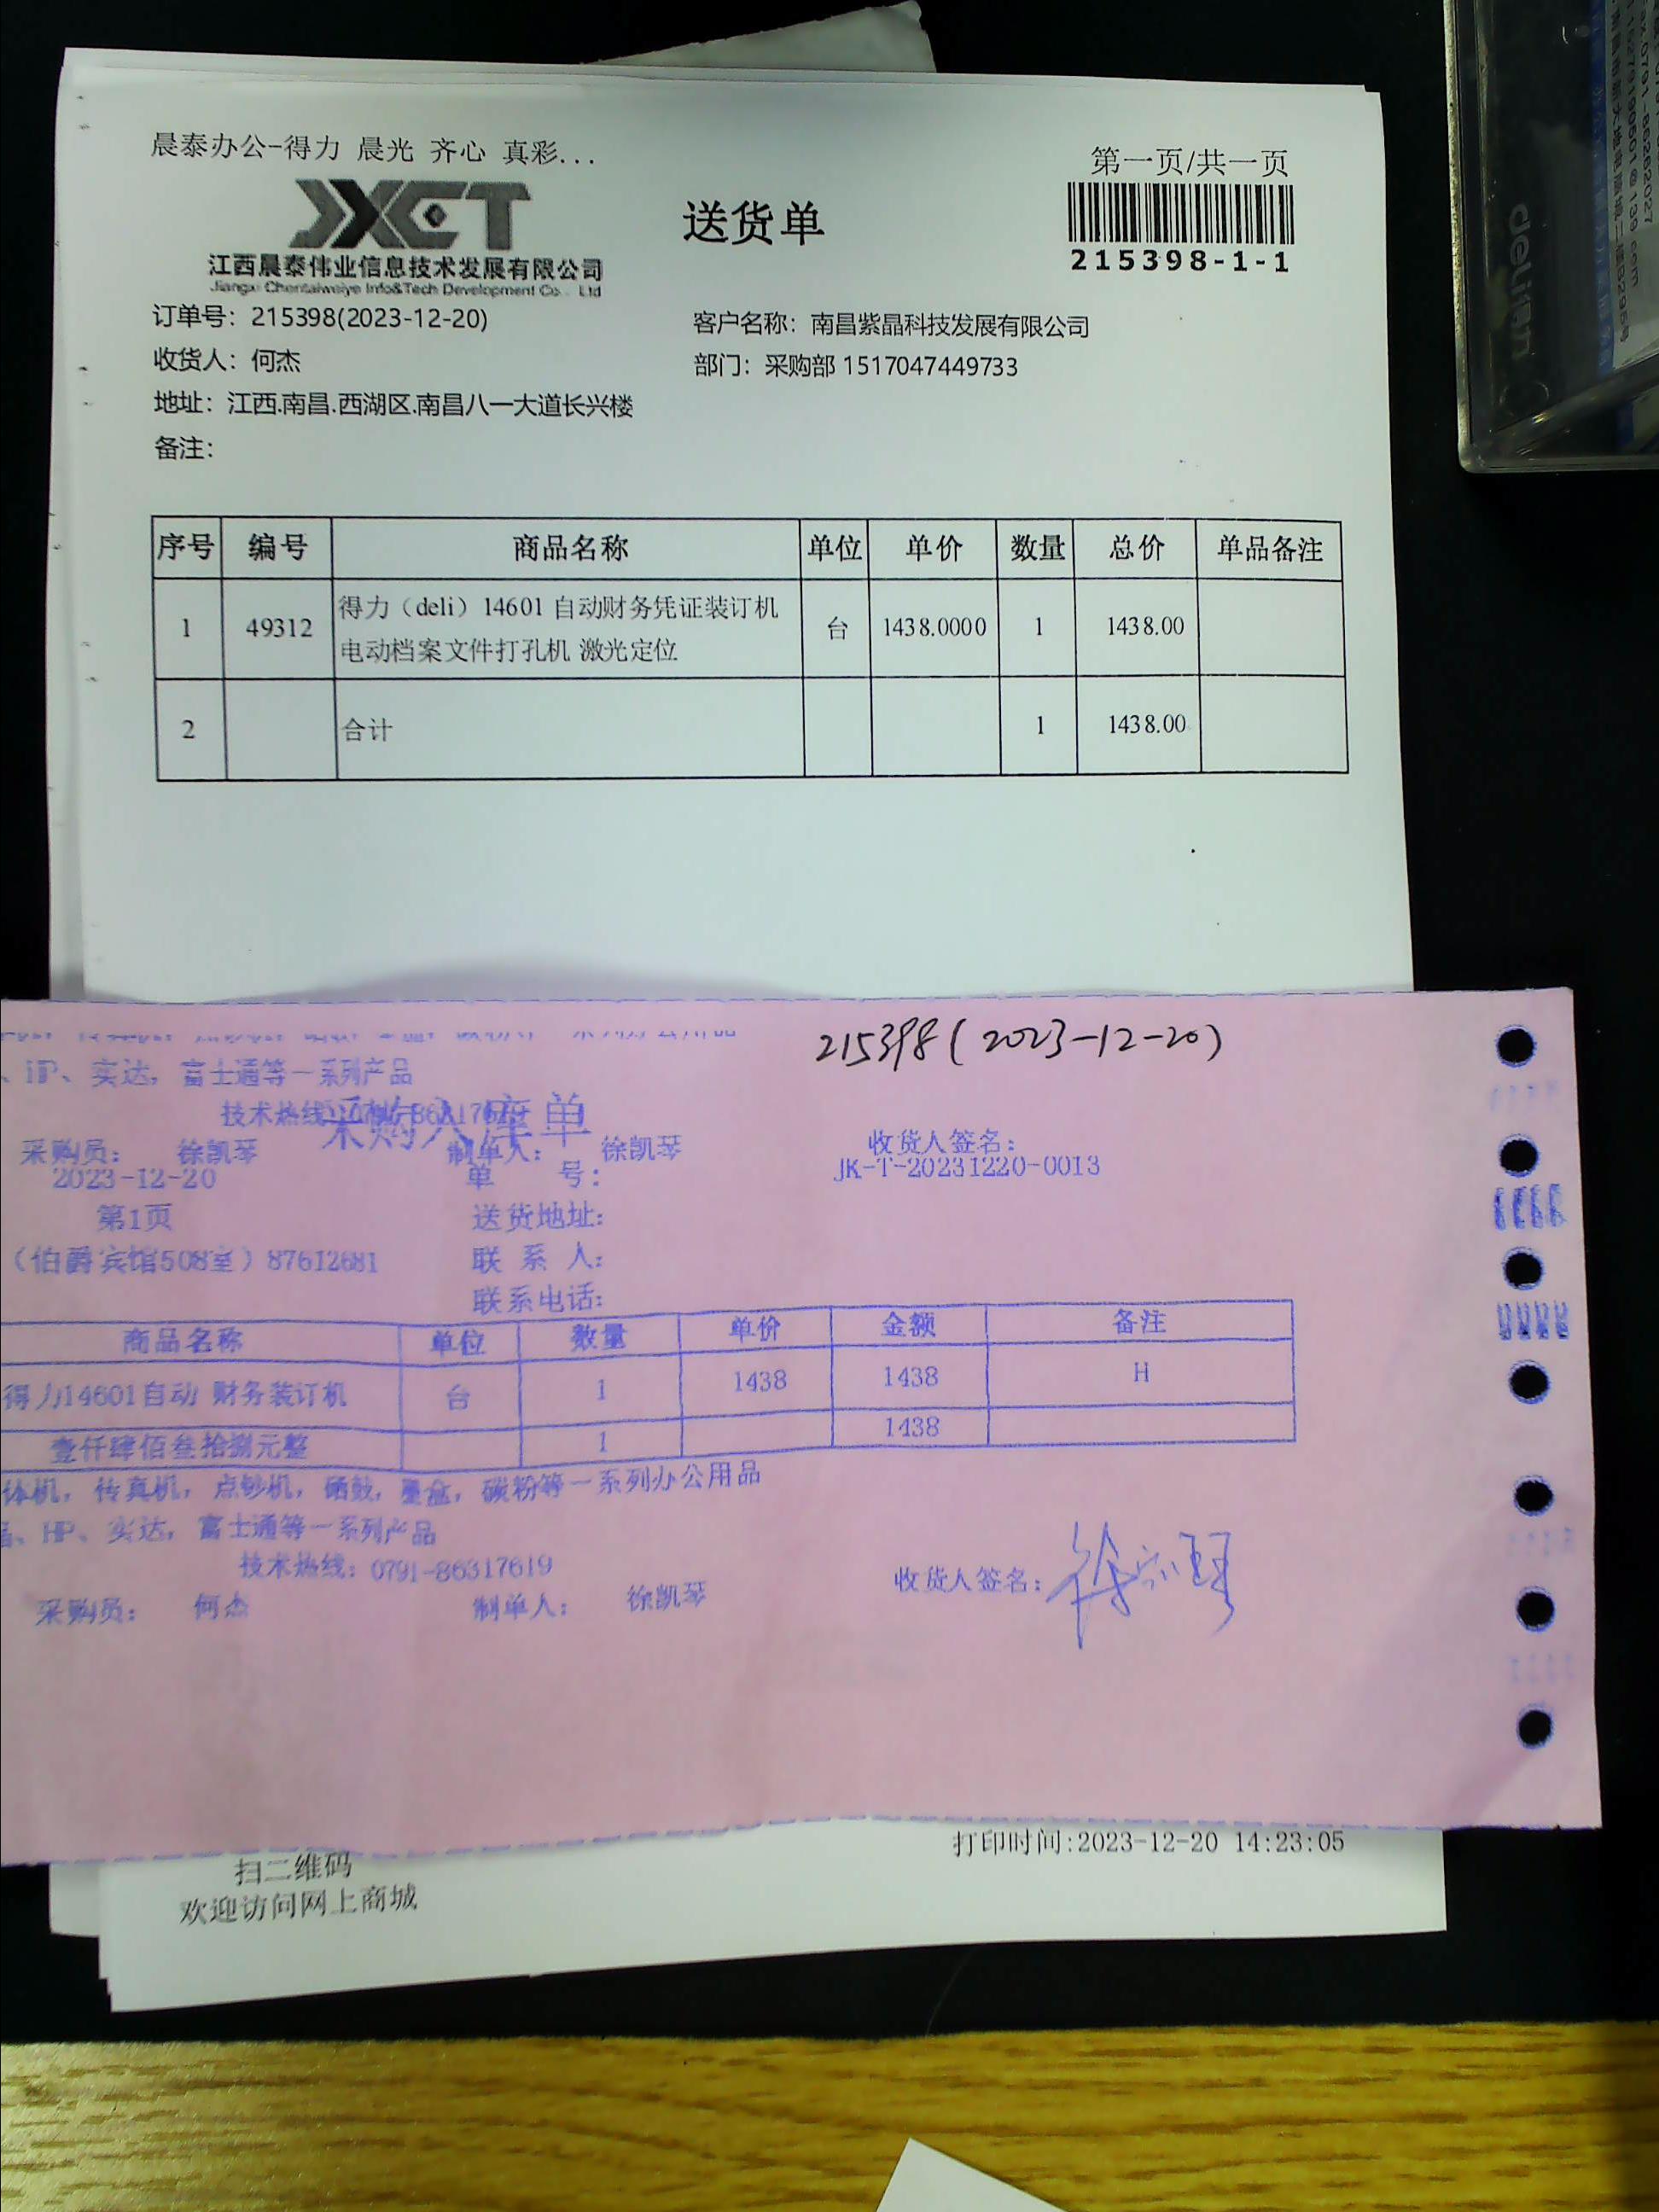 晨泰办公-得力 晨光 齐心 真彩...
第一页/共一页
JXCT
送货单
215398-1-1
江西晨泰伟业信息技术发展有限公司
Jiangxi Chentaiweiye Info&Tech Development Co., Ltd
订单号：215398(2023-12-20)
客户名称：南昌紫晶科技发展有限公司
收货人：何杰
部门：采购部 1517047449733
地址：江西.南昌.西湖区.南昌八一大道长兴楼
备注：
序号 编号 商品名称 单位 单价 数量 总价 单品备注
1 49312 得力（deli）14601 自动财务凭证装订机 台 1438.0000 1 1438.00
电动档案文件打孔机 激光定位
2 合计 1 1438.00
215398(2023-12-20)
、HP、实达，富士通等一系列产品
技术热线
采购入库单
采购员： 徐凯琴 制单人： 徐凯琴 收货人签名：
2023-12-20 单 号： JK-T-20231220-0013
第1页 送货地址：
（伯爵宾馆508室）87612681 联 系 人：
联系电话：
商品名称 单位 数量 单价 金额 备注
得力14601自动 财务装订机 台 1 1438 1438 H
壹仟肆佰叁拾捌元整 1 1438
体机，传真机，点钞机，硒鼓，墨盒，碳粉等一系列办公用品
、HP、实达，富士通等一系列产品
技术热线：0791-86317619
采购员： 何杰 制单人： 徐凯琴 收货人签名：
打印时间:2023-12-20 14:23:05
扫二维码
欢迎访问网上商城
deli